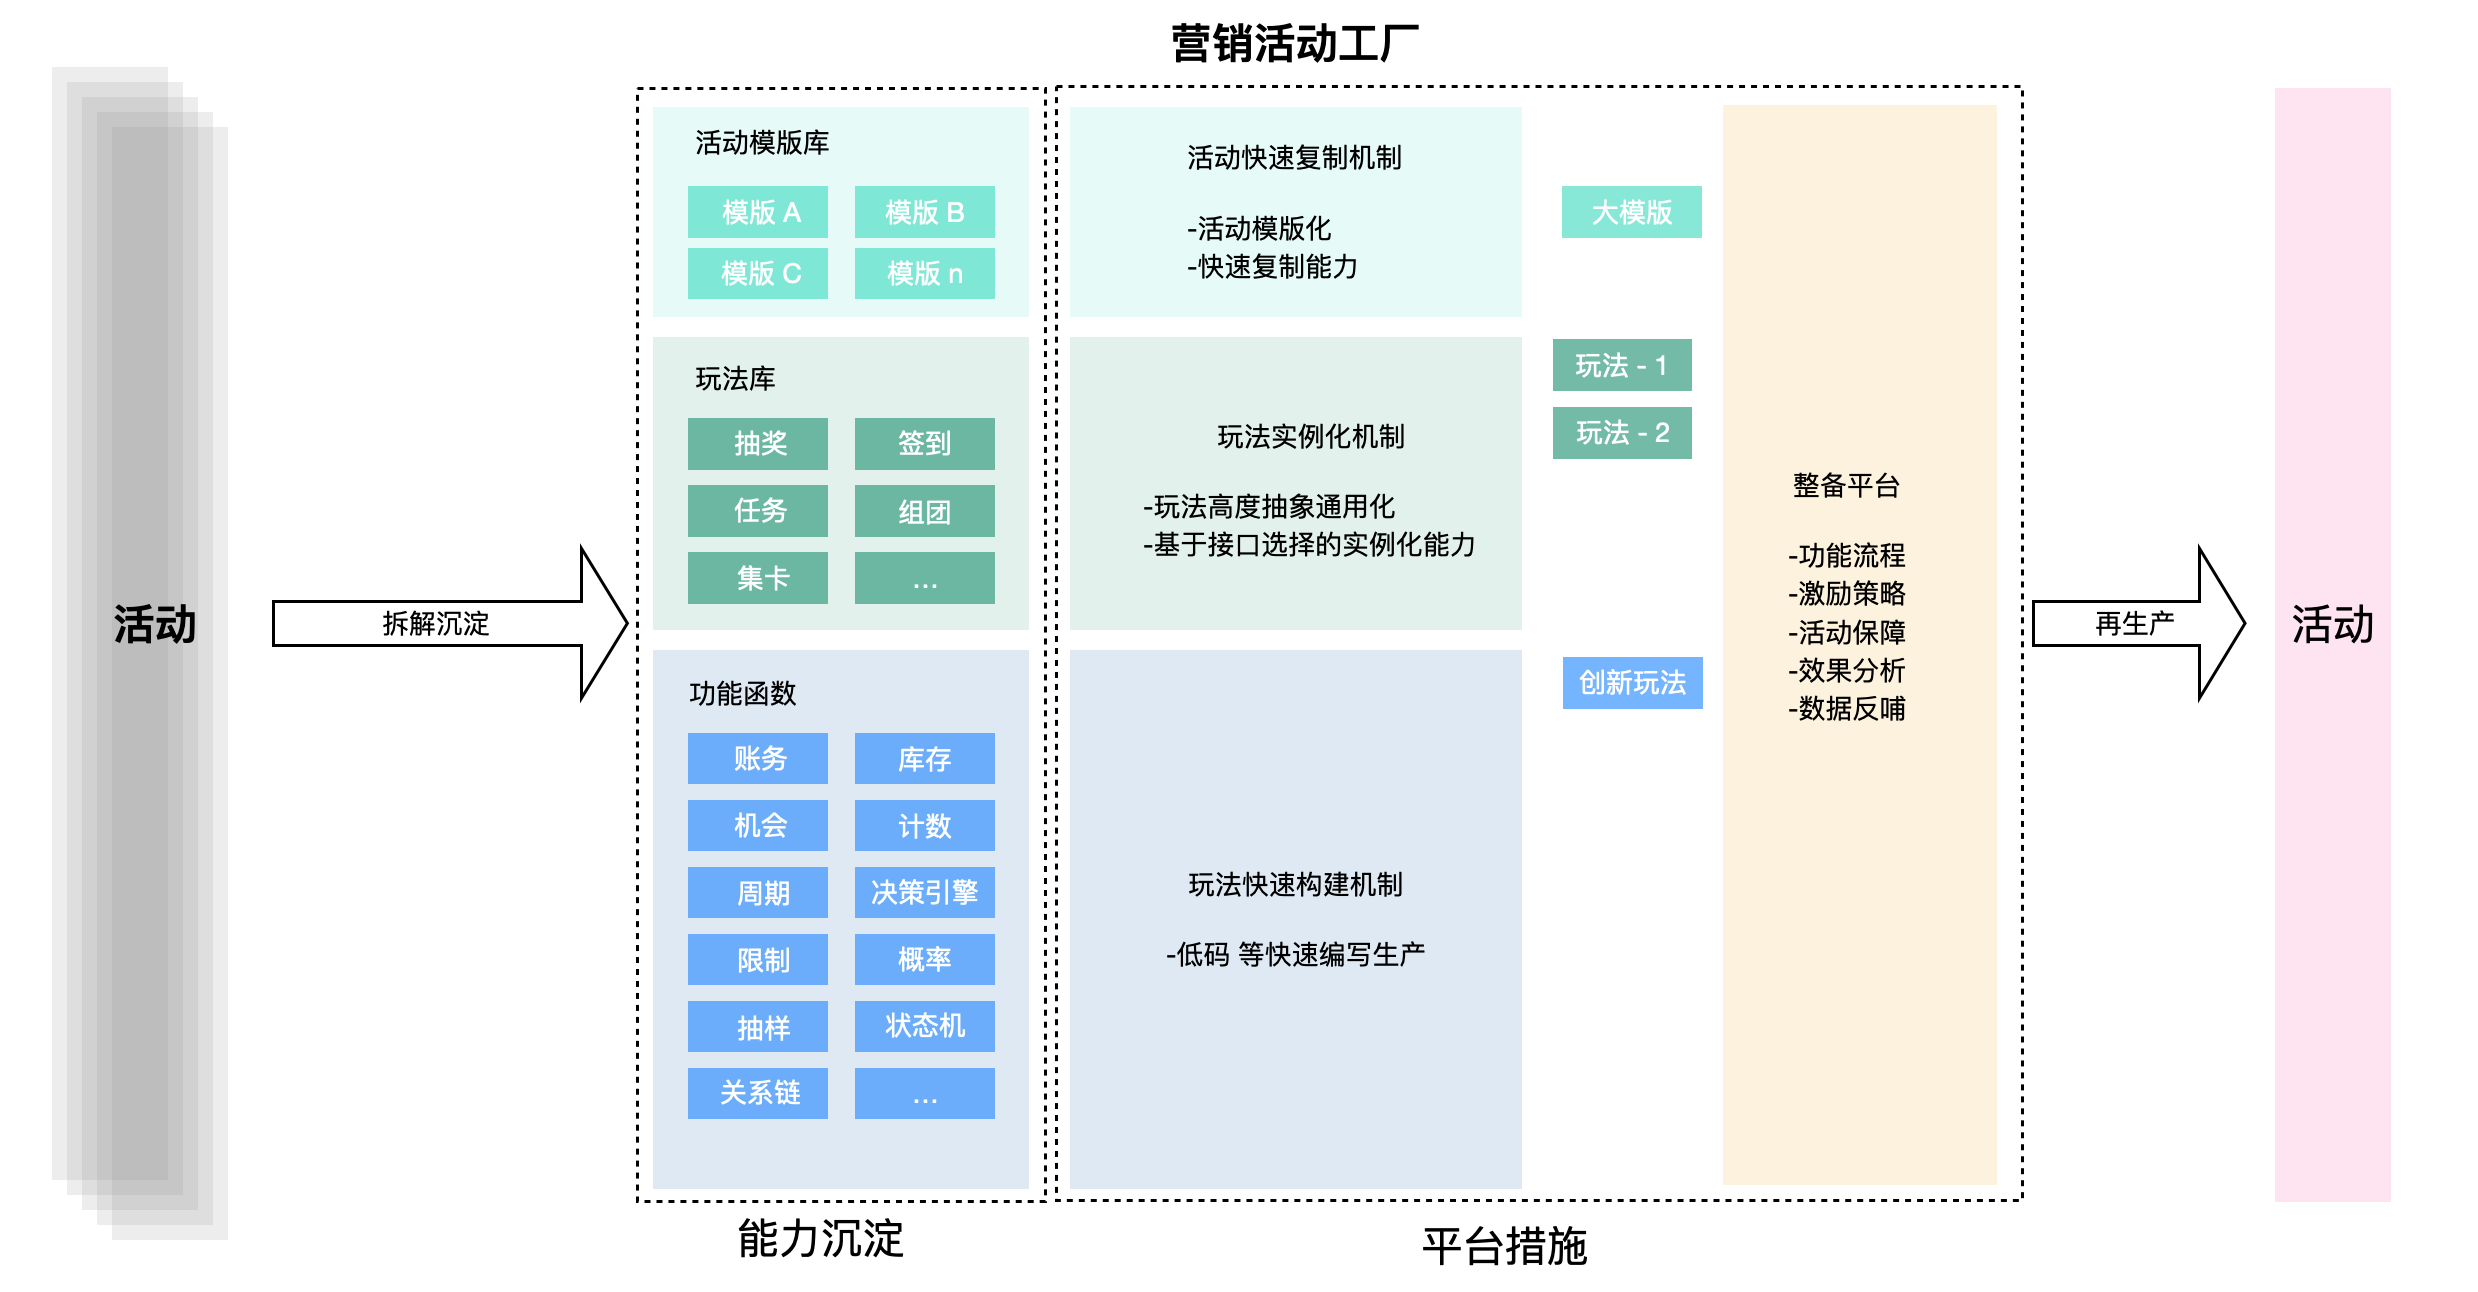 营销活动工厂
活动
拆解沉淀
活动模版库
模版 A
模版 B
模版 C
模版 n
玩法库
抽奖
签到
任务
组团
集卡
...
功能函数
账务
库存
机会
计数
周期
决策引擎
限制
概率
抽样
状态机
关系链
...
能力沉淀
活动快速复制机制
-活动模版化
-快速复制能力
玩法实例化机制
-玩法高度抽象通用化
-基于接口选择的实例化能力
玩法快速构建机制
-低码 等快速编写生产
大模版
玩法 - 1
玩法 - 2
创新玩法
整备平台
-功能流程
-激励策略
-活动保障
-效果分析
-数据反哺
平台措施
再生产
活动